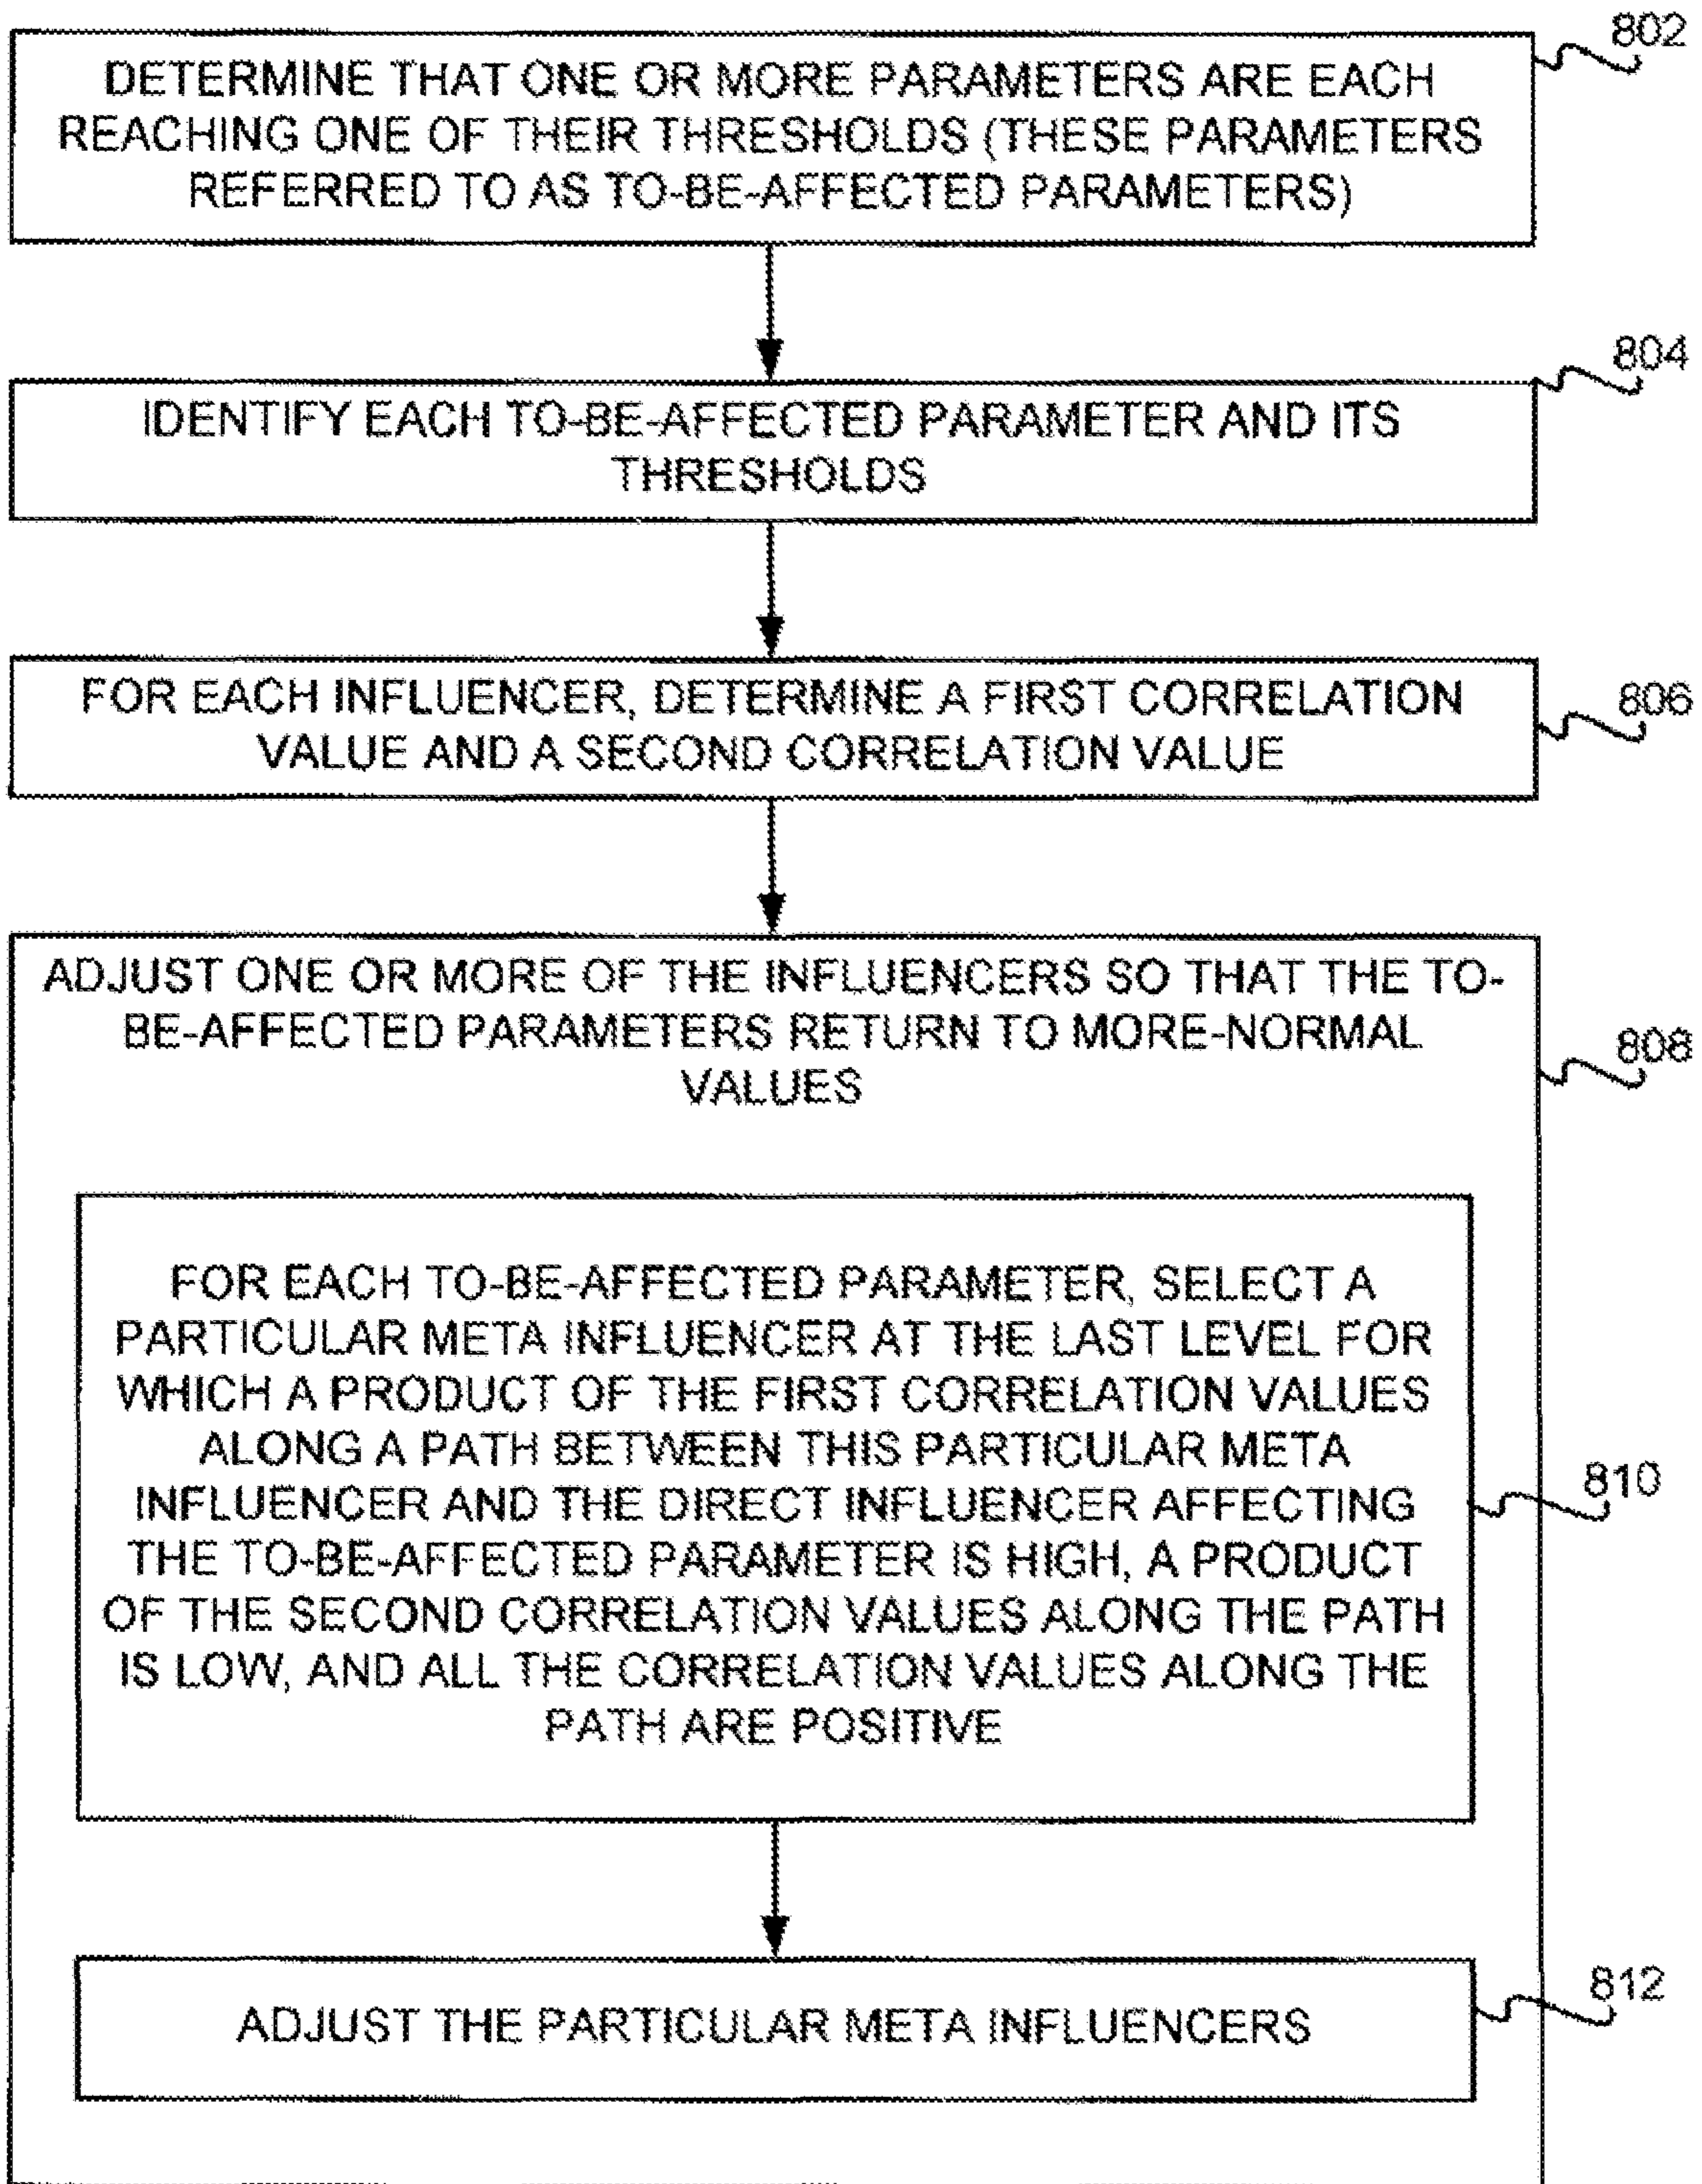 802
DETERMINE THAT ONE OR MORE PARAMETERS ARE EACH
REACHING ONE OF THEIR THRESHOLDS (THESE PARAMETERS
REFERRED TO AS TO-BE-AFFECTED PARAMETERS)
804
IDENTIFY EACH TO-BE-AFFECTED PARAMETER AND ITS
THRESHOLDS
806
FOR EACH INFLUENCER, DETERMINE A FIRST CORRELATION
VALUE AND A SECOND CORRELATION VALUE
808
ADJUST ONE OR MORE OF THE INFLUENCERS SO THAT THE TO-
BE-AFFECTED PARAMETERS RETURN TO MORE-NORMAL
VALUES
810
FOR EACH TO-BE-AFFECTED PARAMETER, SELECT A
PARTICULAR META INFLUENCER AT THE LAST LEVEL FOR
WHICH A PRODUCT OF THE FIRST CORRELATION VALUES
ALONG A PATH BETWEEN THIS PARTICULAR META
INFLUENCER AND THE DIRECT INFLUENCER AFFECTING
THE TO-BE-AFFECTED PARAMETER IS HIGH, A PRODUCT
OF THE SECOND CORRELATION VALUES ALONG THE PATH
IS LOW, AND ALL THE CORRELATION VALUES ALONG THE
PATH ARE POSITIVE
812
ADJUST THE PARTICULAR META INFLUENCERS